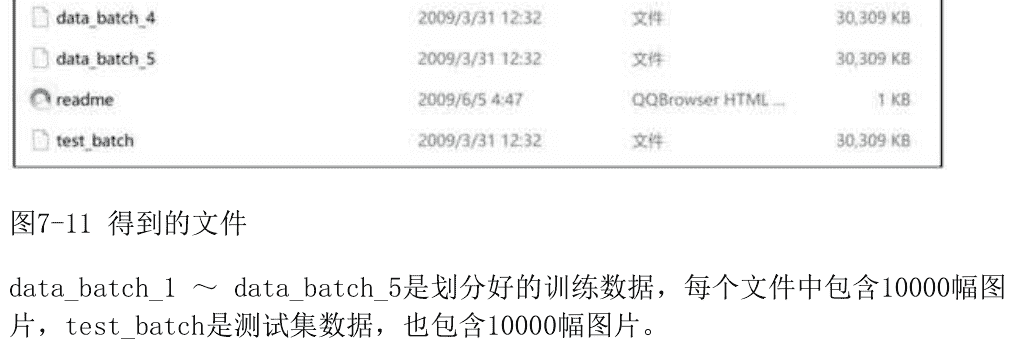 data_batch_4 2009/3/31 12:32 文件 30,309 KB
data_batch_5 2009/3/31 12:32 文件 30,309 KB
readme 2009/6/5 4:47 QQBrowser HTML ... 1 KB
test_batch 2009/3/31 12:32 文件 30,309 KB
图7-11 得到的文件
data_batch_1 ～ data_batch_5是划分好的训练数据，每个文件中包含10000幅图
片，test_batch是测试集数据，也包含10000幅图片。